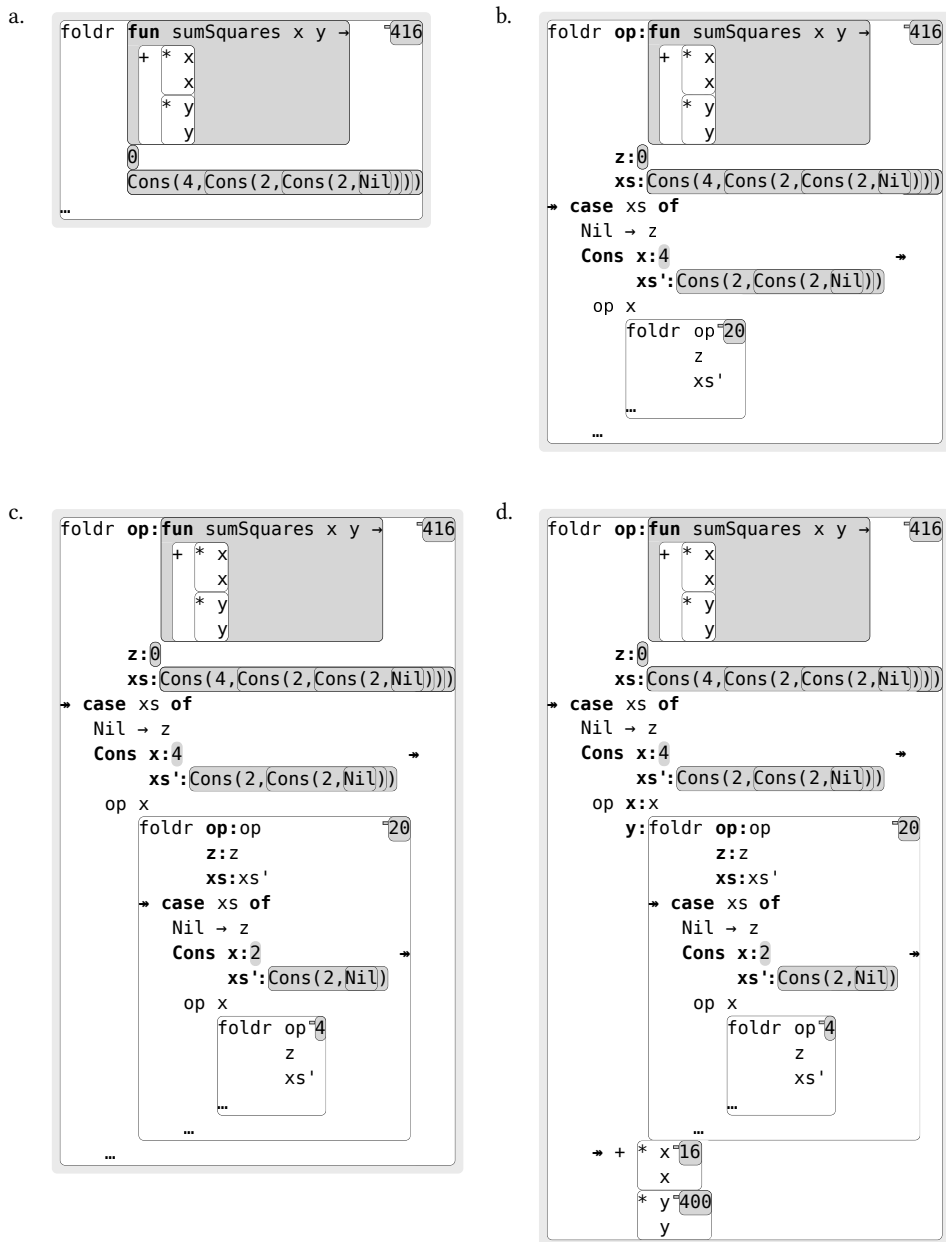 a.
foldr fun sumSquares x y → ⁼416
+ * x
x
* y
y
0
Cons(4,Cons(2,Cons(2,Nil)))
…
b.
foldr op:fun sumSquares x y → ⁼416
+ * x
x
* y
y
z:0
xs:Cons(4,Cons(2,Cons(2,Nil)))
↠ case xs of
Nil → z
Cons x:4 ↠
xs':Cons(2,Cons(2,Nil))
op x
foldr op⁼20
z
xs'
…
…
c.
foldr op:fun sumSquares x y → ⁼416
+ * x
x
* y
y
z:0
xs:Cons(4,Cons(2,Cons(2,Nil)))
↠ case xs of
Nil → z
Cons x:4 ↠
xs':Cons(2,Cons(2,Nil))
op x
foldr op:op ⁼20
z:z
xs:xs'
↠ case xs of
Nil → z
Cons x:2 ↠
xs':Cons(2,Nil)
op x
foldr op⁼4
z
xs'
…
…
…
d.
foldr op:fun sumSquares x y → ⁼416
+ * x
x
* y
y
z:0
xs:Cons(4,Cons(2,Cons(2,Nil)))
↠ case xs of
Nil → z
Cons x:4 ↠
xs':Cons(2,Cons(2,Nil))
op x:x
y:foldr op:op ⁼20
z:z
xs:xs'
↠ case xs of
Nil → z
Cons x:2 ↠
xs':Cons(2,Nil)
op x
foldr op⁼4
z
xs'
…
…
↠ + * x⁼16
x
* y⁼400
y